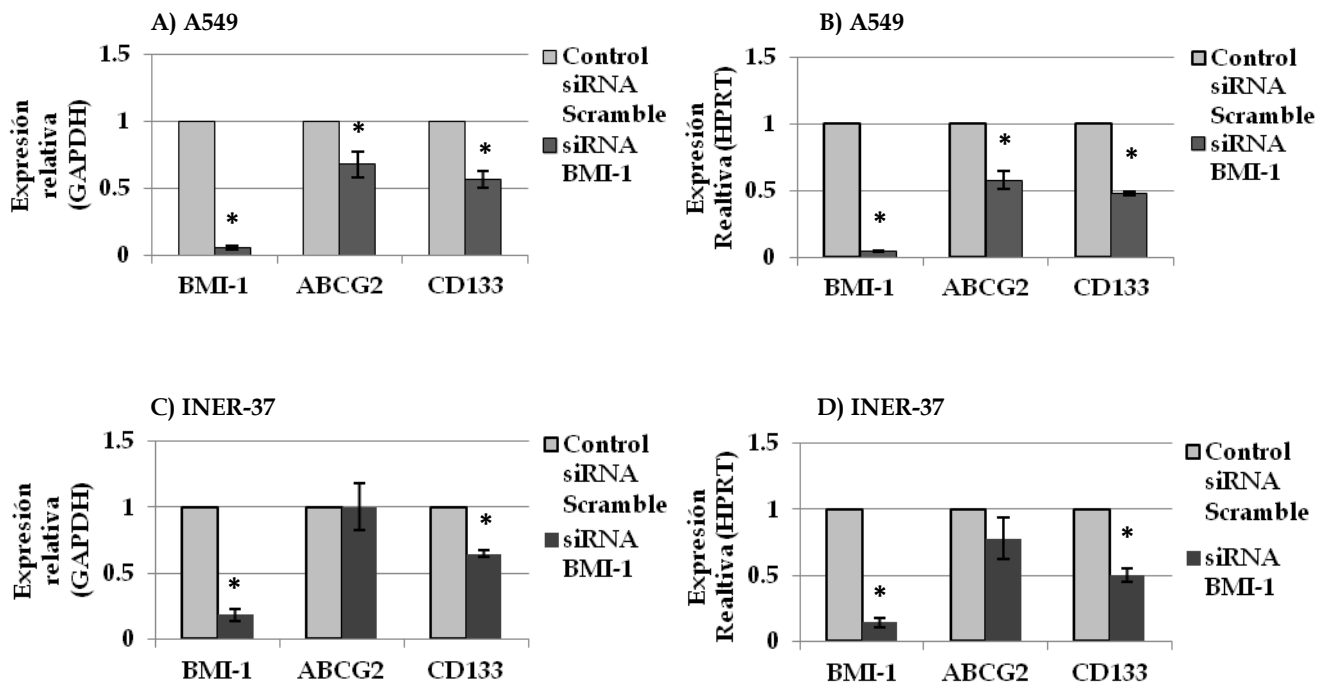 A) A549
1.5
1
0.5
0
Expresión
relativa
(GAPDH)
*
*
*
BMI-1 ABCG2 CD133
Control
siRNA
Scramble
siRNA
BMI-1
B) A549
1.5
1
0.5
0
Expresión
Realtiva (HPRT)
*
*
*
BMI-1 ABCG2 CD133
Control
siRNA
Scramble
siRNA
BMI-1
C) INER-37
1.5
1
0.5
0
Expresión
relativa
(GAPDH)
*
*
BMI-1 ABCG2 CD133
Control
siRNA
Scramble
siRNA
BMI-1
D) INER-37
1.5
1
0.5
0
Expresión
Realtiva (HPRT)
*
*
BMI-1 ABCG2 CD133
Control
siRNA
Scramble
siRNA
BMI-1